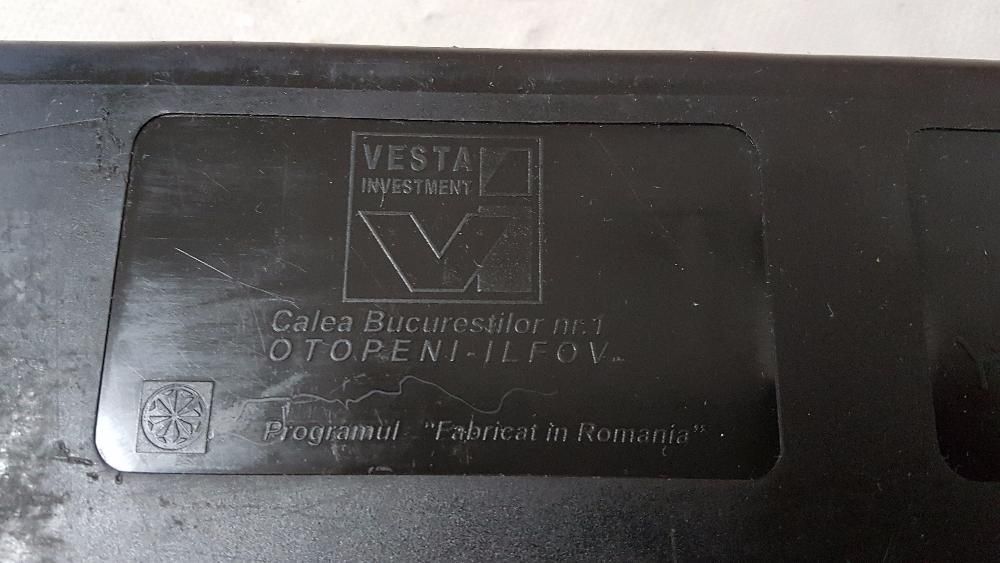 VESTA
INVESTMENT
Calea Bucurestilor nr.1
OTOPENI-ILFOV
Programul "Fabricat in Romania"